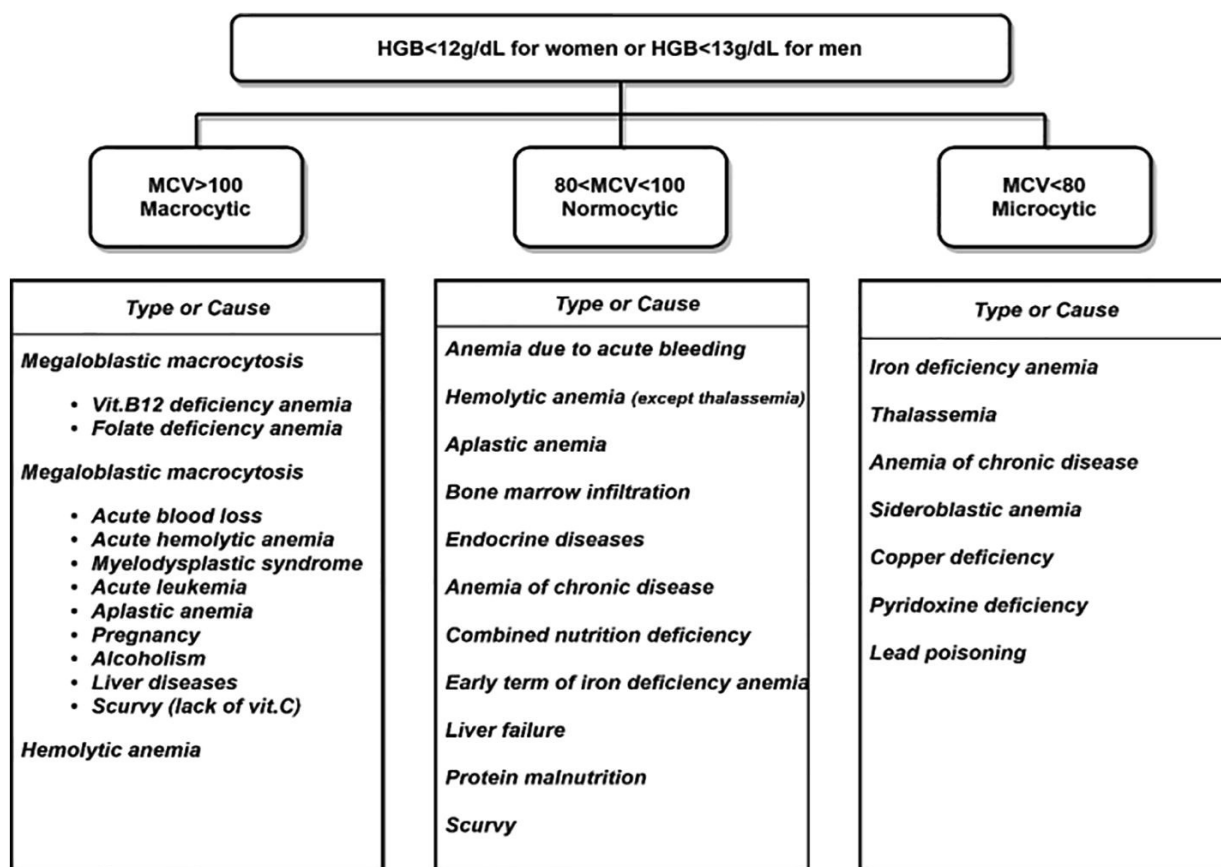 HGB<12g/dL for women or HGB<13g/dL for men
MCV>100
Macrocytic
80<MCV<100
Normocytic
MCV<80
Microcytic
Type or Cause
Megaloblastic macrocytosis
• Vit.B12 deficiency anemia
• Folate deficiency anemia
Megaloblastic macrocytosis
• Acute blood loss
• Acute hemolytic anemia
• Myelodysplastic syndrome
• Acute leukemia
• Aplastic anemia
• Pregnancy
• Alcoholism
• Liver diseases
• Scurvy (lack of vit.C)
Hemolytic anemia
Type or Cause
Anemia due to acute bleeding
Hemolytic anemia (except thalassemia)
Aplastic anemia
Bone marrow infiltration
Endocrine diseases
Anemia of chronic disease
Combined nutrition deficiency
Early term of iron deficiency anemia
Liver failure
Protein malnutrition
Scurvy
Type or Cause
Iron deficiency anemia
Thalassemia
Anemia of chronic disease
Sideroblastic anemia
Copper deficiency
Pyridoxine deficiency
Lead poisoning